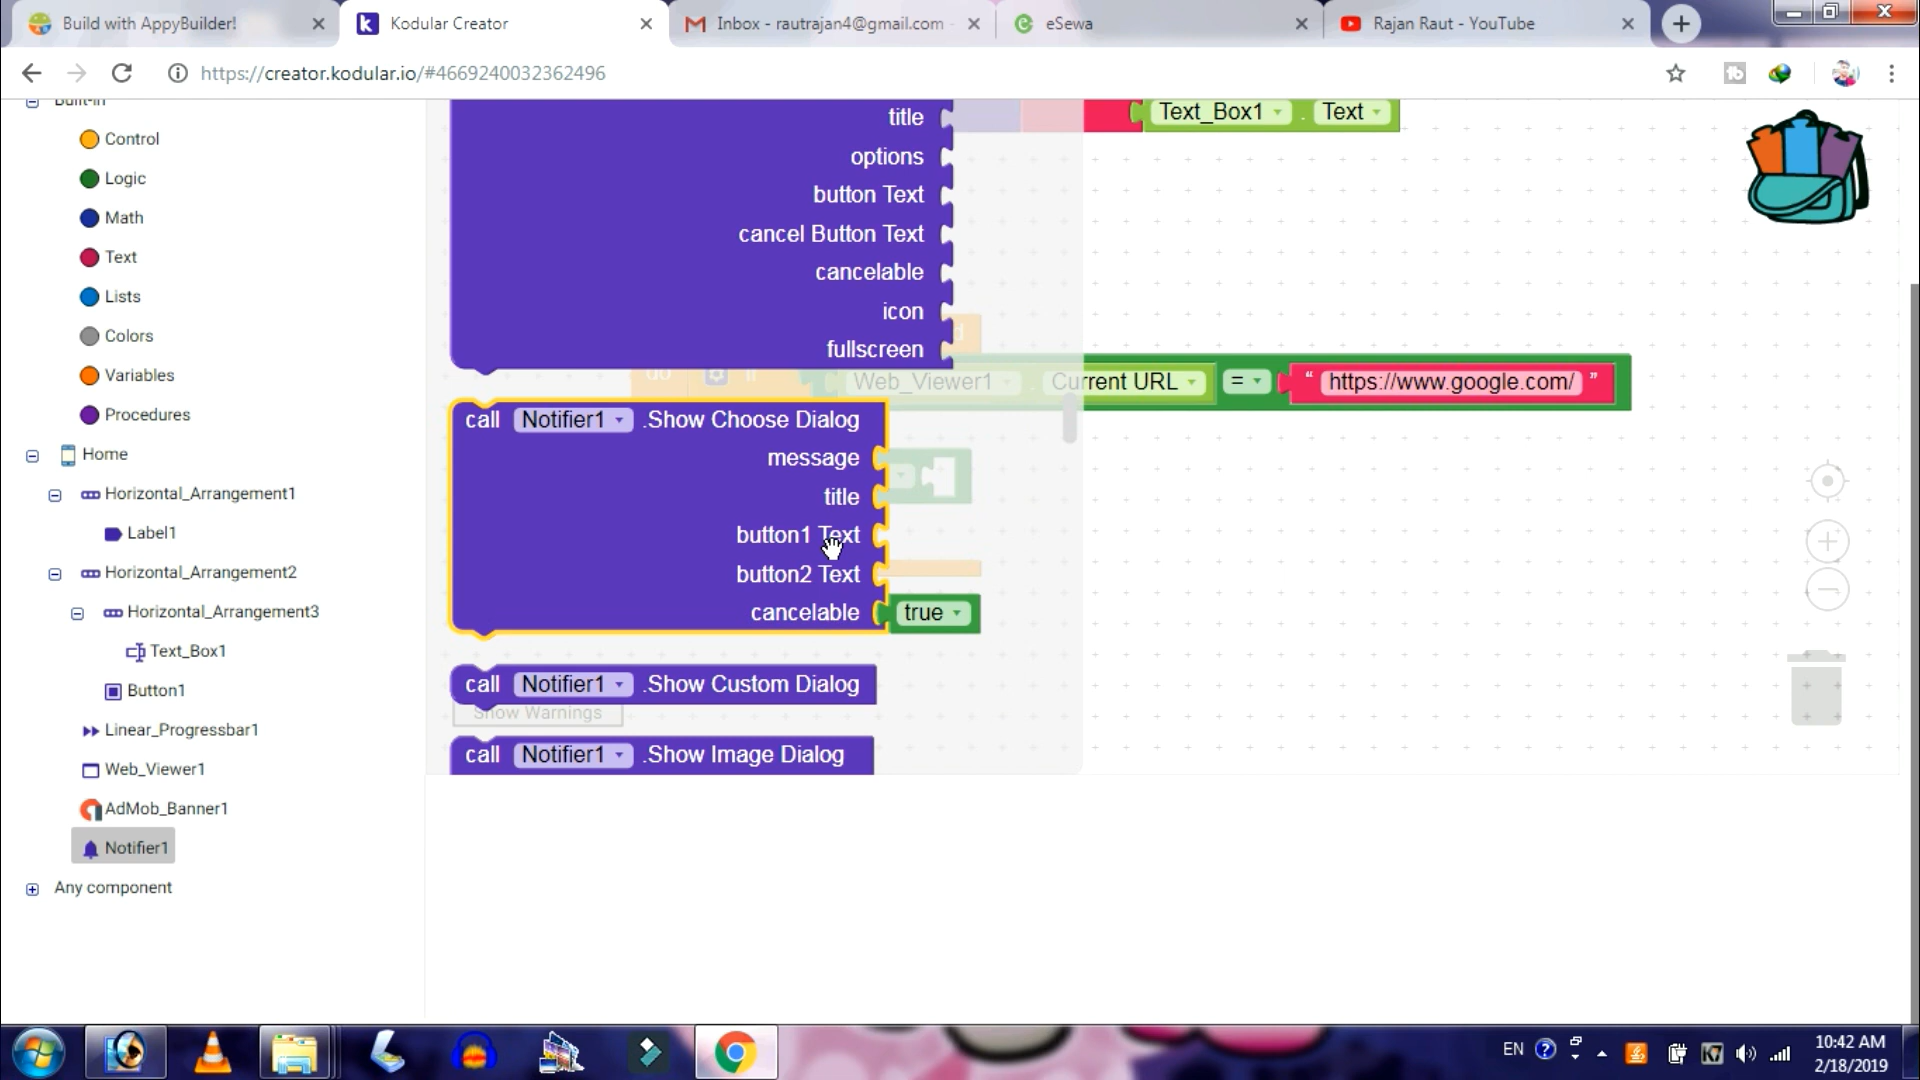 Build with AppyBuilder!
Kodular Creator
Inbox - rautrajan4@gmail.com -
eSewa
Rajan Raut - YouTube
https://creator.kodular.io/#4669240032362496
Built-in
Control
Logic
Math
Text
Lists
Colors
Variables
Procedures
Home
Horizontal_Arrangement1
Label1
Horizontal_Arrangement2
Horizontal_Arrangement3
Text_Box1
Button1
Linear_Progressbar1
Web_Viewer1
AdMob_Banner1
Notifier1
Any component
title
options
button Text
cancel Button Text
cancelable
icon
fullscreen
Text_Box1 . Text
do if Web_Viewer1 . Current URL = “ https://www.google.com/ ”
call Notifier1 .Show Choose Dialog
message
title
button1 Text
button2 Text
cancelable true
call Notifier1 .Show Custom Dialog
Show Warnings
call Notifier1 .Show Image Dialog
EN
10:42 AM
2/18/2019